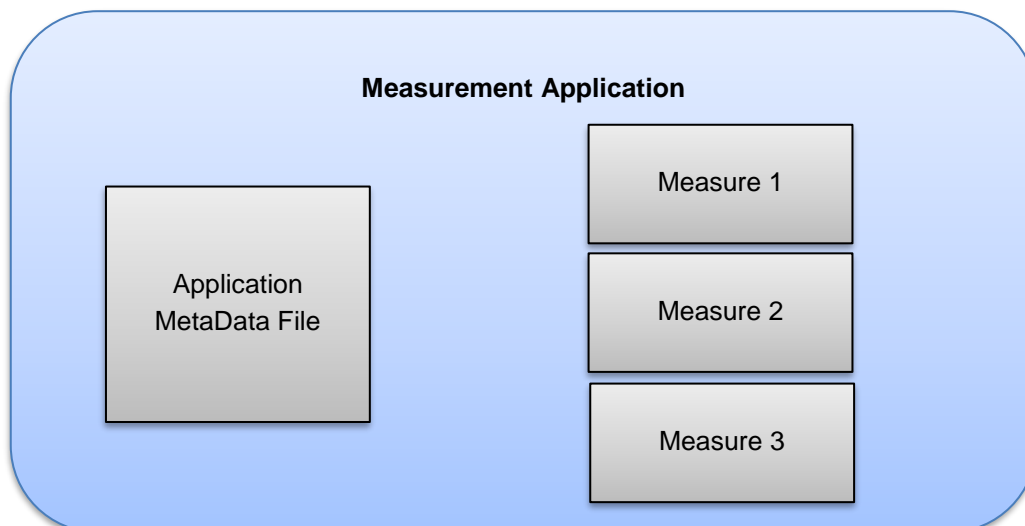 Measurement Application
Application
MetaData File
Measure 1
Measure 2
Measure 3